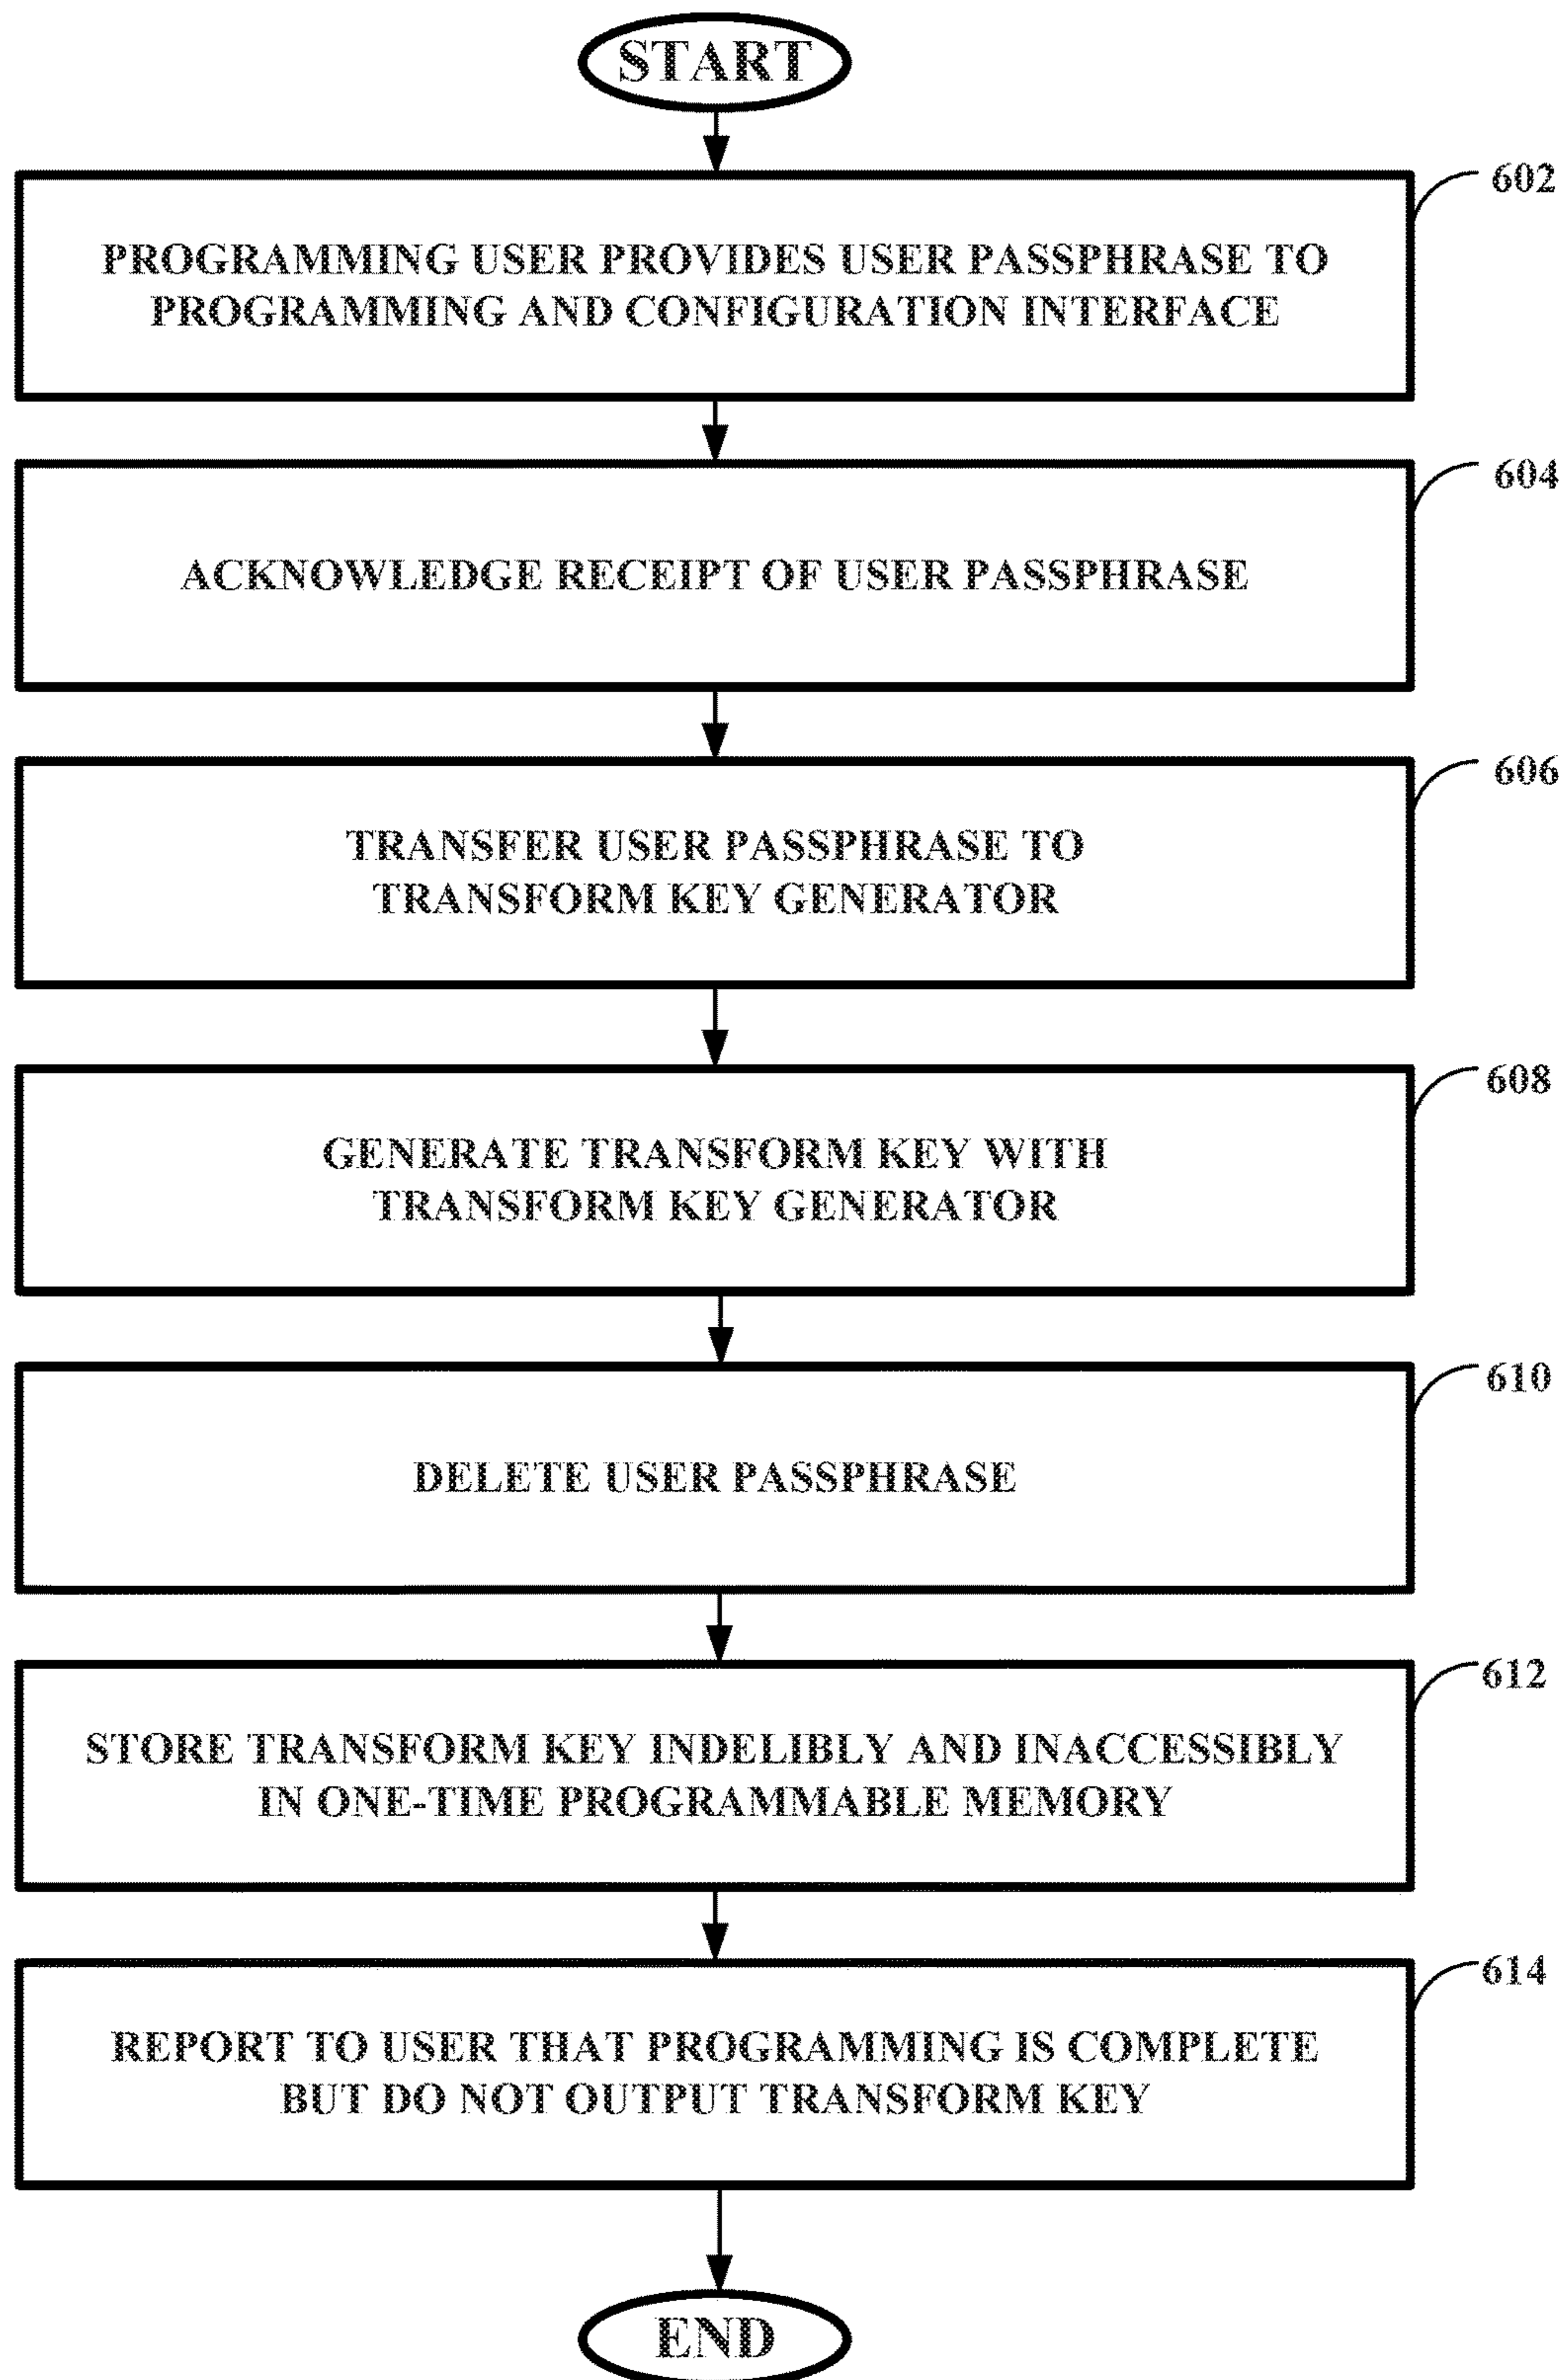 START
602
PROGRAMMING USER PROVIDES USER PASSPHRASE TO
PROGRAMMING AND CONFIGURATION INTERFACE
604
ACKNOWLEDGE RECEIPT OF USER PASSPHRASE
606
TRANSFER USER PASSPHRASE TO
TRANSFORM KEY GENERATOR
608
GENERATE TRANSFORM KEY WITH
TRANSFORM KEY GENERATOR
610
DELETE USER PASSPHRASE
612
STORE TRANSFORM KEY INDELIBLY AND INACCESSIBLY
IN ONE-TIME PROGRAMMABLE MEMORY
614
REPORT TO USER THAT PROGRAMMING IS COMPLETE
BUT DO NOT OUTPUT TRANSFORM KEY
END